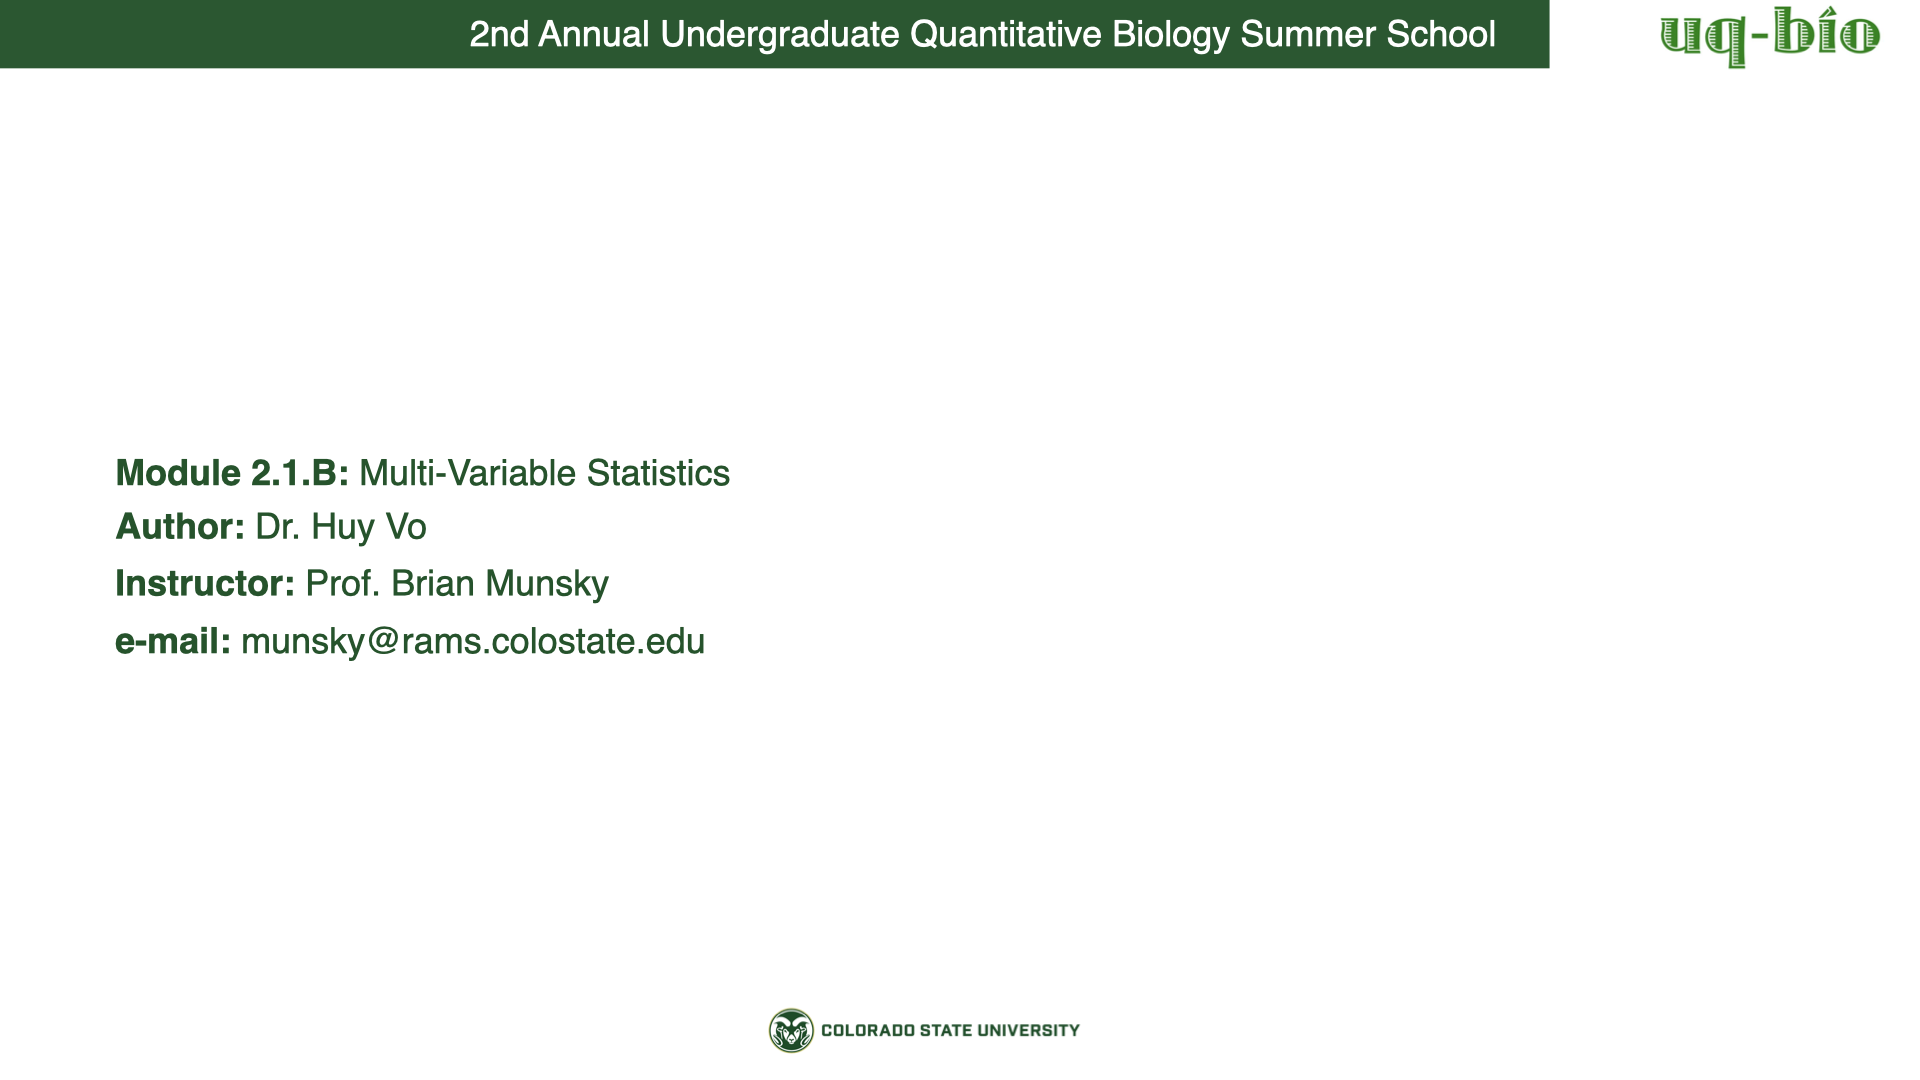 2nd Annual Undergraduate Quantitative Biology Summer School
uq-bío
Module 2.1.B: Multi-Variable Statistics
Author: Dr. Huy Vo
Instructor: Prof. Brian Munsky
e-mail: munsky@rams.colostate.edu
COLORADO STATE UNIVERSITY